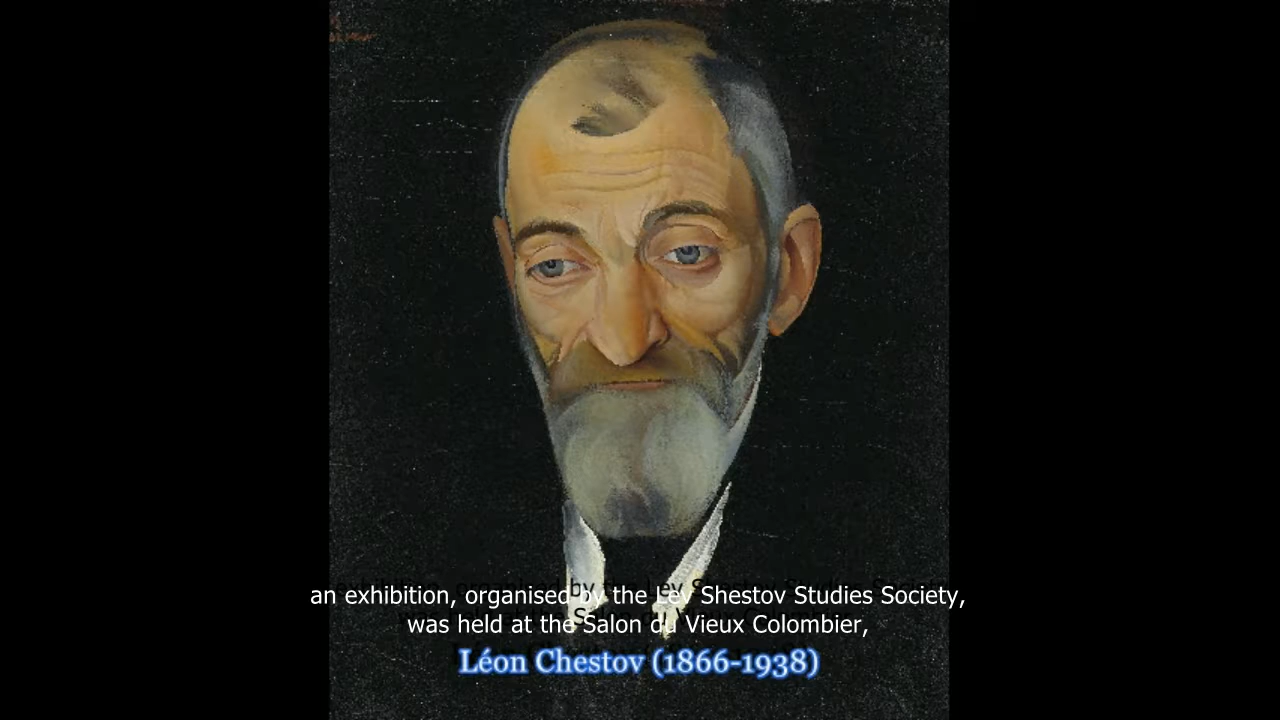 an exhibition, organised by the Lev Shestov Studies Society,
was held at the Salon du Vieux Colombier,
Léon Chestov (1866-1938)